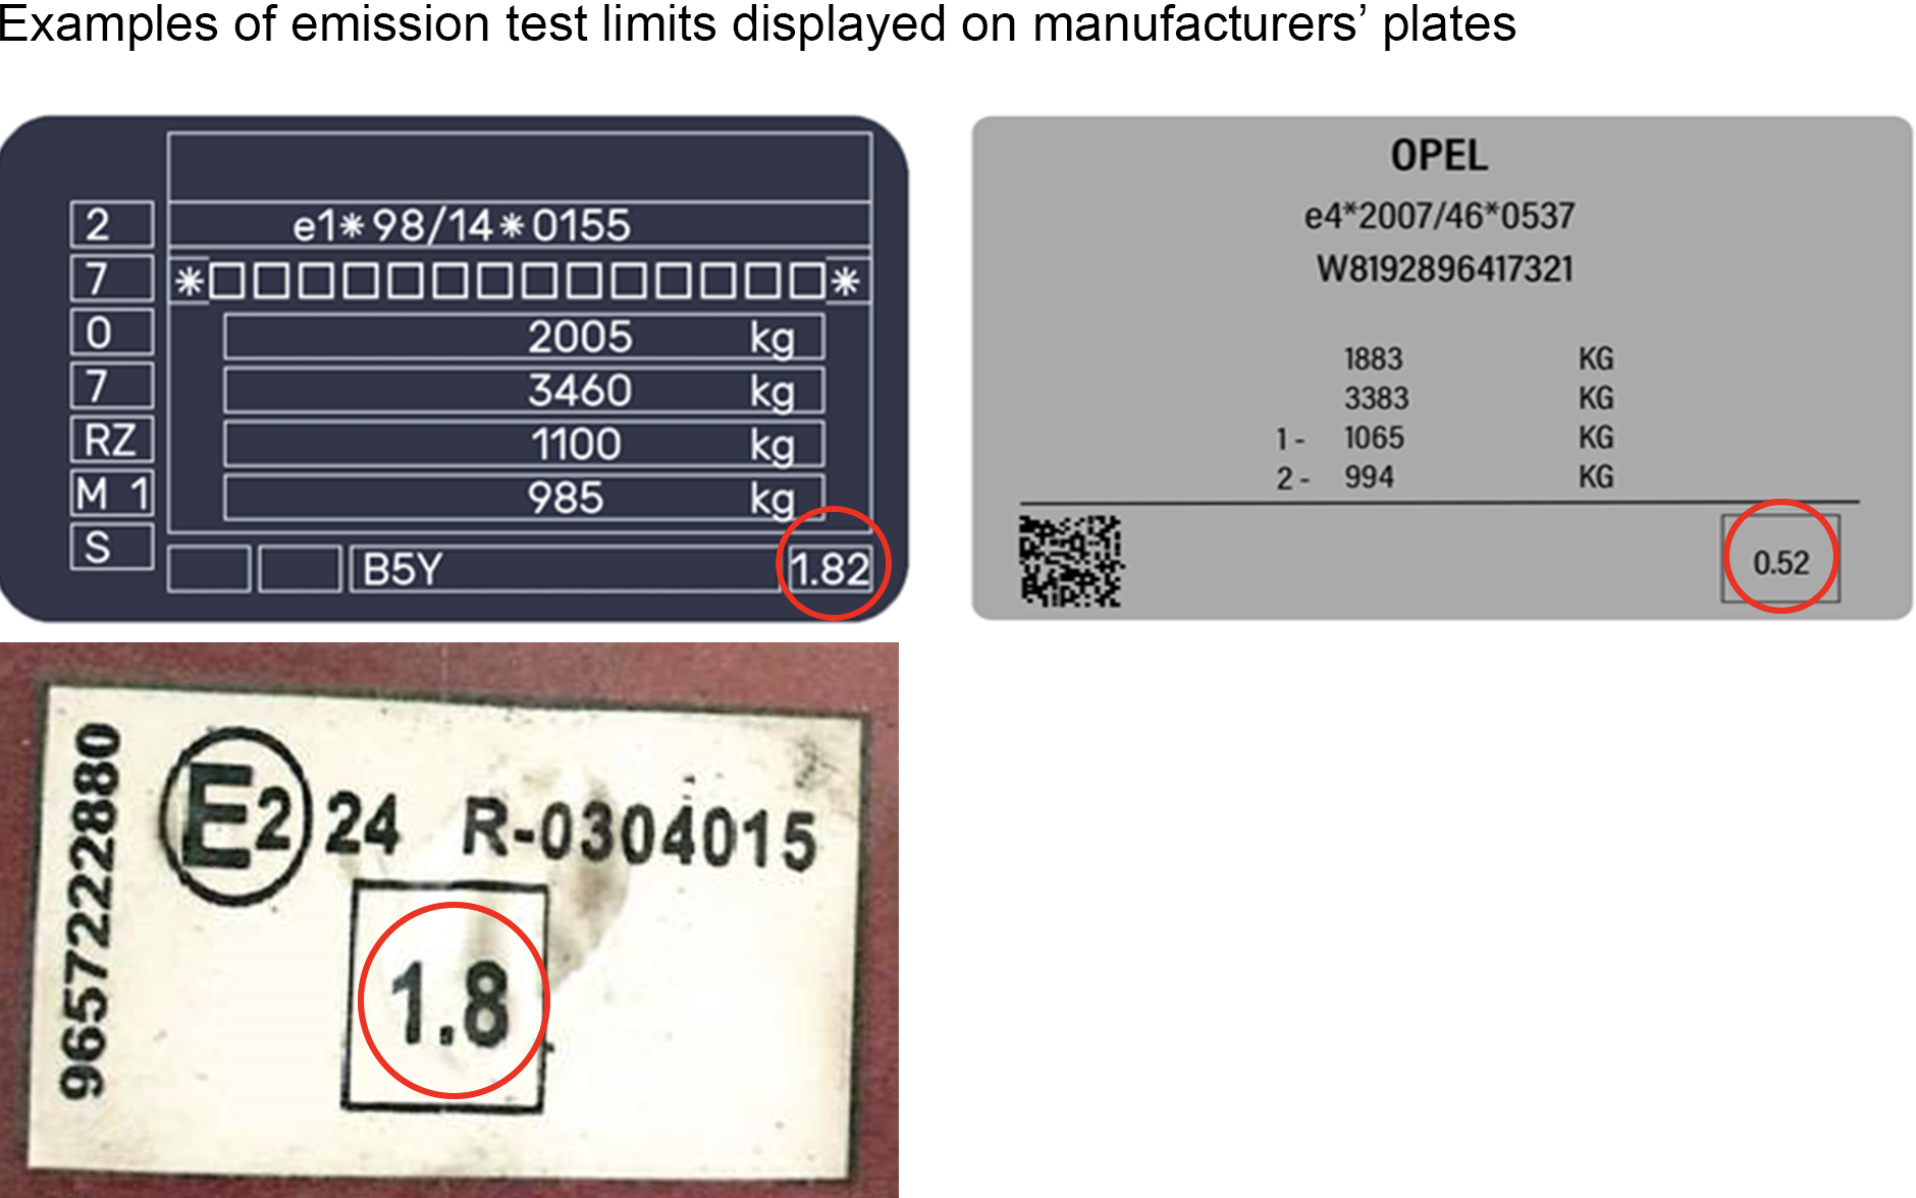 Examples of emission test limits displayed on manufacturers’ plates
2
7
0
7
RZ
M 1
S
e1*98/14*0155
*□□□□□□□□□□□□□□*
2005 kg
3460 kg
1100 kg
985 kg
B5Y 1.82
OPEL
e4*2007/46*0537
W8192896417321
1883 KG
3383 KG
1 - 1065 KG
2 - 994 KG
0.52
9657222880
E2 24 R-0304015
1.8